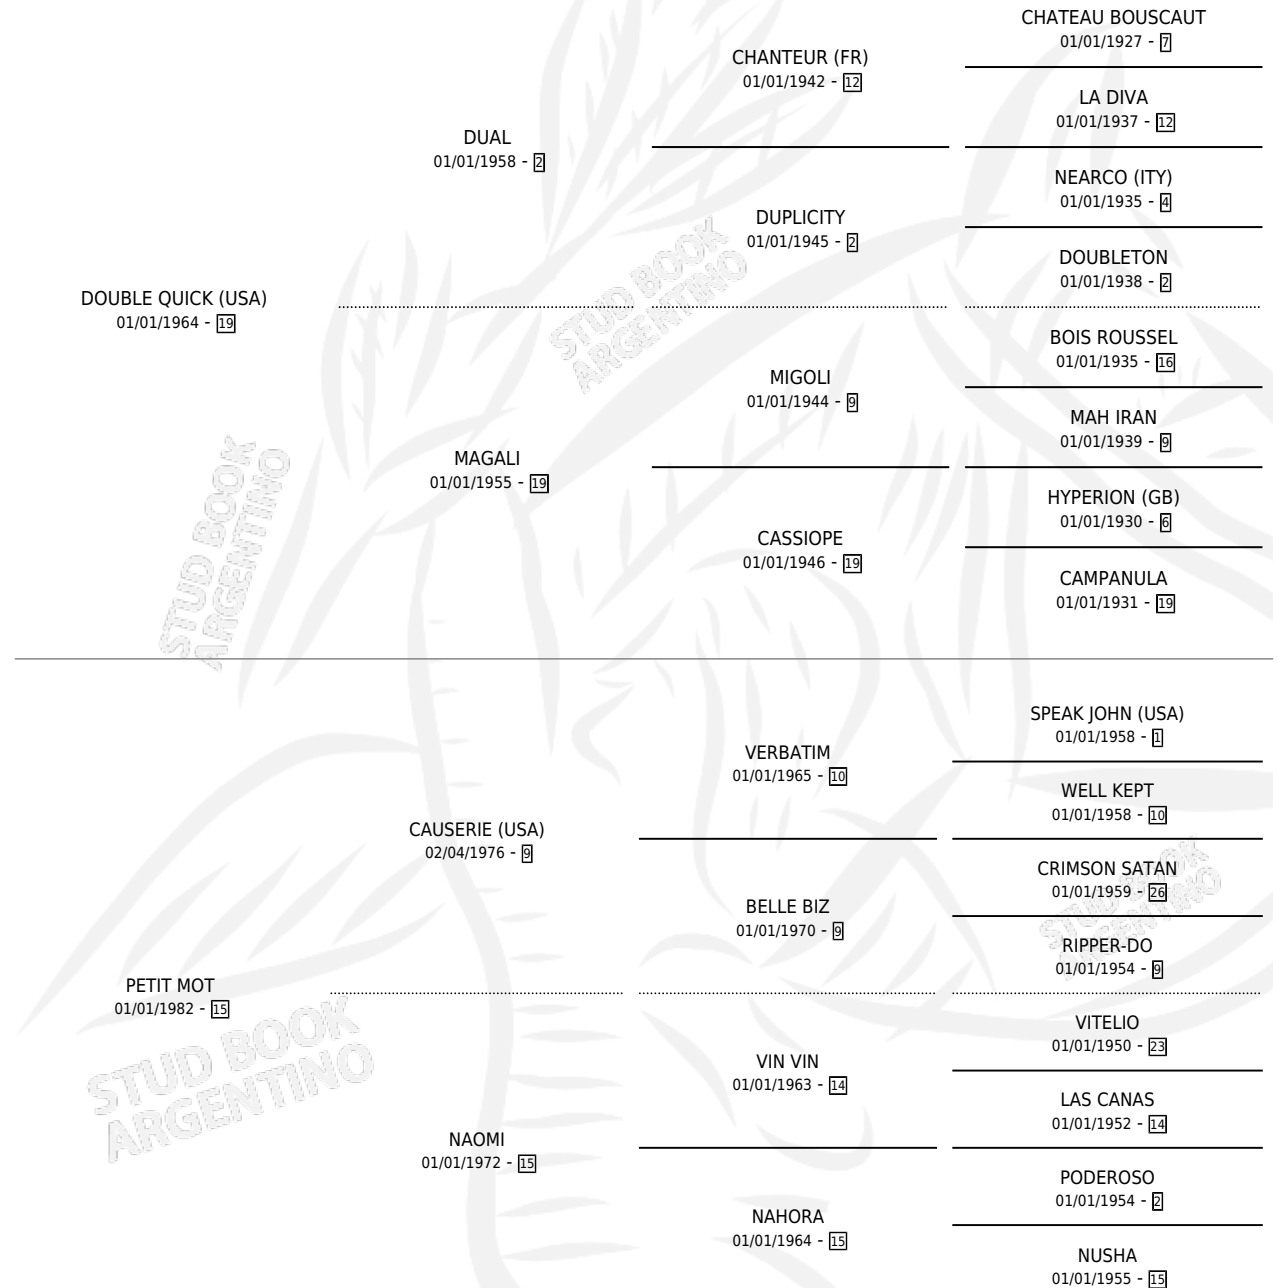 CHATEAU BOUSCAUT
01/01/1927 - 7
CHANTEUR (FR)
01/01/1942 - 12
LA DIVA
01/01/1937 - 12
DUAL
01/01/1958 - 2
NEARCO (ITY)
01/01/1935 - 4
DUPLICITY
01/01/1945 - 2
DOUBLETON
01/01/1938 - 2
DOUBLE QUICK (USA)
01/01/1964 - 19
BOIS ROUSSEL
01/01/1935 - 16
MIGOLI
01/01/1944 - 9
MAH IRAN
01/01/1939 - 9
MAGALI
01/01/1955 - 19
HYPERION (GB)
01/01/1930 - 6
CASSIOPE
01/01/1946 - 19
CAMPANULA
01/01/1931 - 19
SPEAK JOHN (USA)
01/01/1958 - 1
VERBATIM
01/01/1965 - 10
WELL KEPT
01/01/1958 - 10
CAUSERIE (USA)
02/04/1976 - 9
CRIMSON SATAN
01/01/1959 - 26
BELLE BIZ
01/01/1970 - 9
RIPPER-DO
01/01/1954 - 9
PETIT MOT
01/01/1982 - 15
VITELIO
01/01/1950 - 23
VIN VIN
01/01/1963 - 14
LAS CANAS
01/01/1952 - 14
NAOMI
01/01/1972 - 15
PODEROSO
01/01/1954 - 2
NAHORA
01/01/1964 - 15
NUSHA
01/01/1955 - 15
STUD BOOK
ARGENTINO
STUD BOOK
ARGENTINO
STUD BOOK
ARGENTINO
STUD BOOK
ARGENTINO